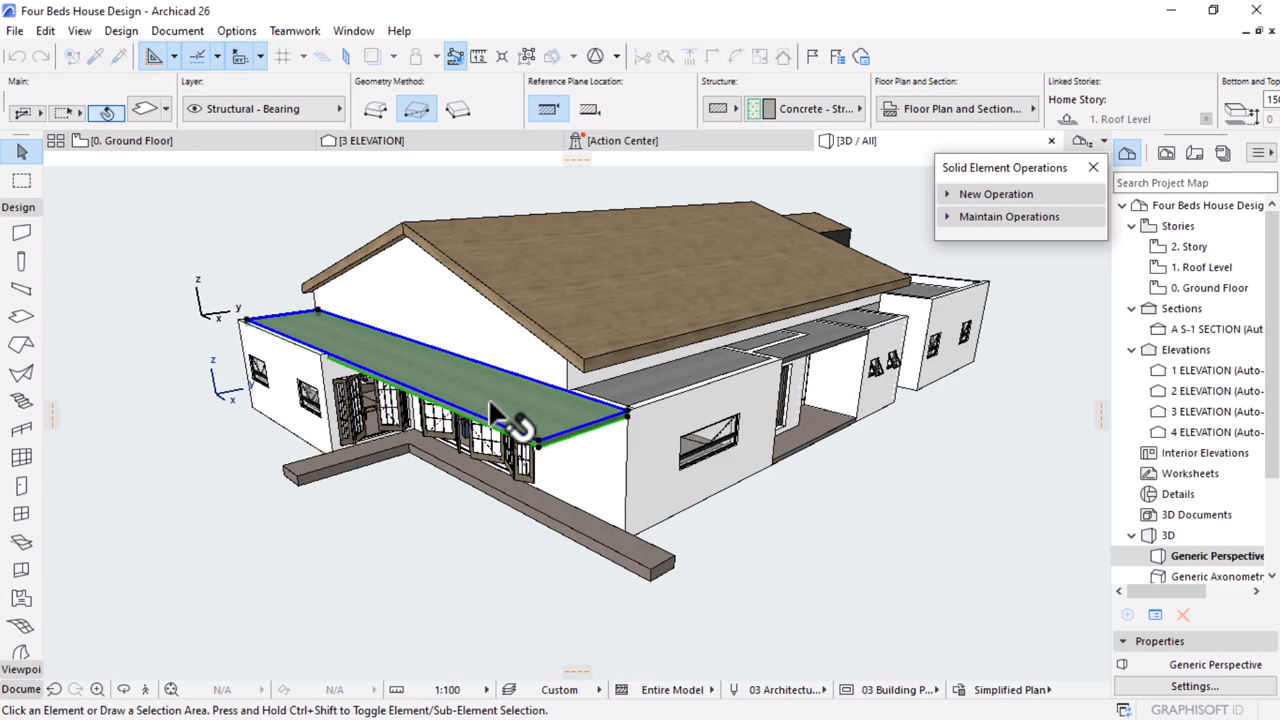 Four Beds House Design - Archicad 26
File Edit View Design Document Options Teamwork Window Help
Main:
Layer:
Geometry Method:
Reference Plane Location:
Structure:
Floor Plan and Section:
Linked Stories:
Bottom and Top
Structural - Bearing
Concrete - Str...
Floor Plan and Section...
Home Story:
1. Roof Level
150
0
[0. Ground Floor]
[3 ELEVATION]
[Action Center]
[3D / All]
Solid Element Operations
New Operation
Maintain Operations
Search Project Map
Four Beds House Desig
Stories
2. Story
1. Roof Level
0. Ground Floor
Sections
A S-1 SECTION (Aut
Elevations
1 ELEVATION (Auto-
2 ELEVATION (Auto-
3 ELEVATION (Auto-
4 ELEVATION (Auto-
Interior Elevations
Worksheets
Details
3D Documents
3D
Generic Perspective
Generic Axonometr
Properties
Generic Perspective
Settings...
GRAPHISOFT ID
Design
Viewpoi
Docume
z
y
x
z
y
x
N/A
N/A
1:100
Custom
Entire Model
03 Architectu...
03 Building P...
Simplified Plan
Click an Element or Draw a Selection Area. Press and Hold Ctrl+Shift to Toggle Element/Sub-Element Selection.